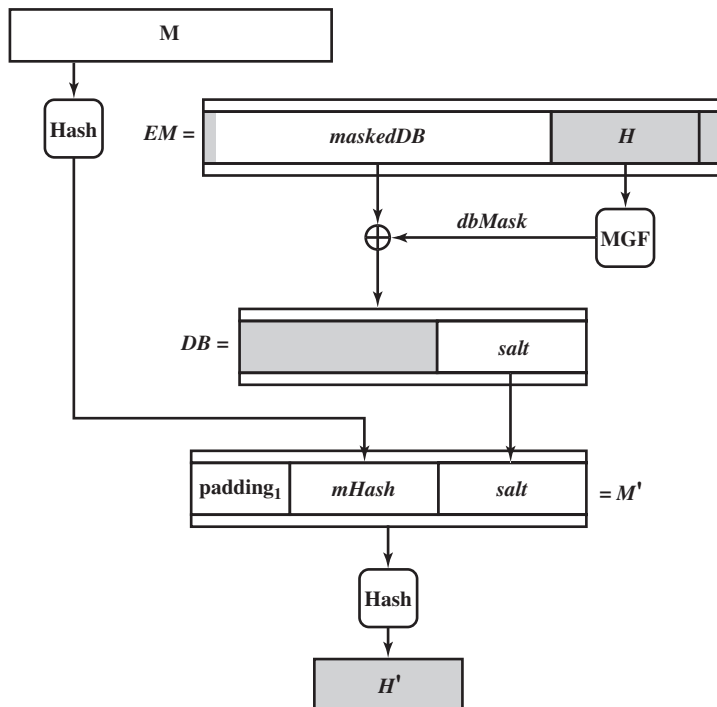 M
Hash
EM =
maskedDB
H
dbMask
MGF
DB =
salt
padding₁
mHash
salt
= M'
Hash
H'